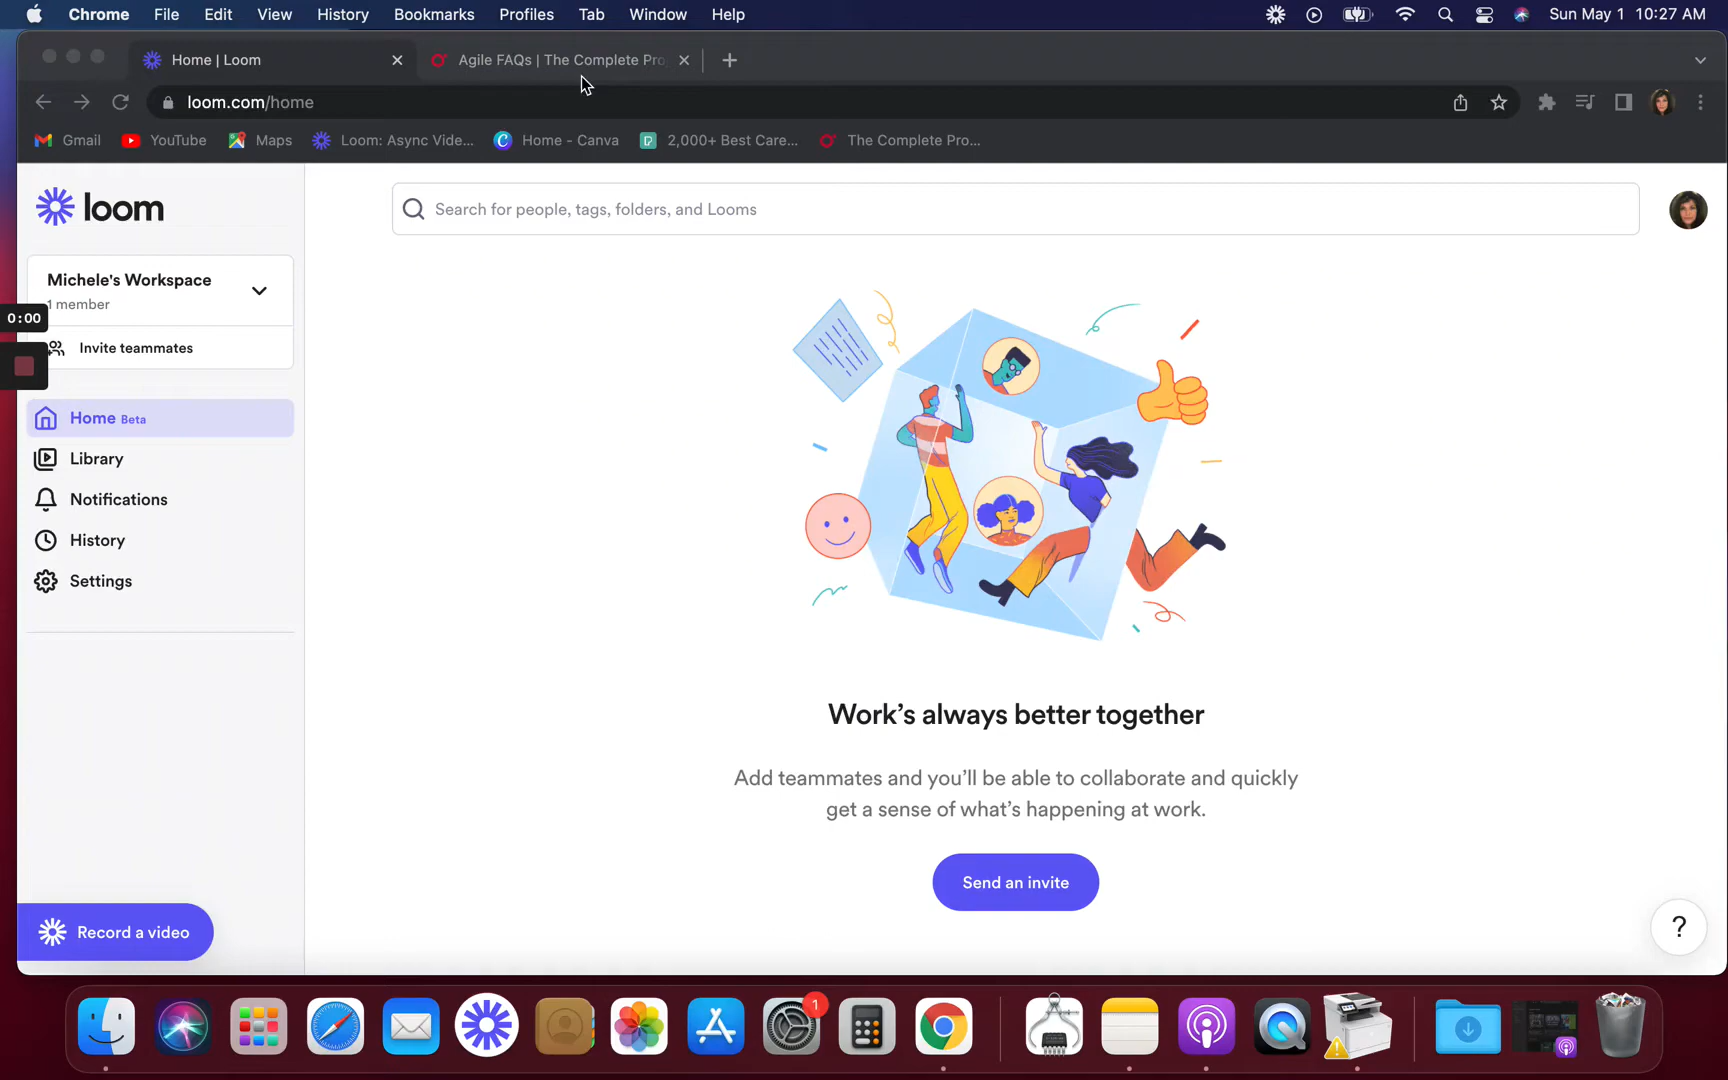 Chrome File Edit View History Bookmarks Profiles Tab Window Help Sun May 1 10:27 AM
Home | Loom Agile FAQs | The Complete Pro
loom.com/home
Gmail YouTube Maps Loom: Async Vide... Home - Canva 2,000+ Best Care... The Complete Pro...
loom
Search for people, tags, folders, and Looms
Michele's Workspace
1 member
0:00
Invite teammates
Home Beta
Library
Notifications
History
Settings
Work's always better together
Add teammates and you'll be able to collaborate and quickly
get a sense of what's happening at work.
Send an invite
Record a video
?
1